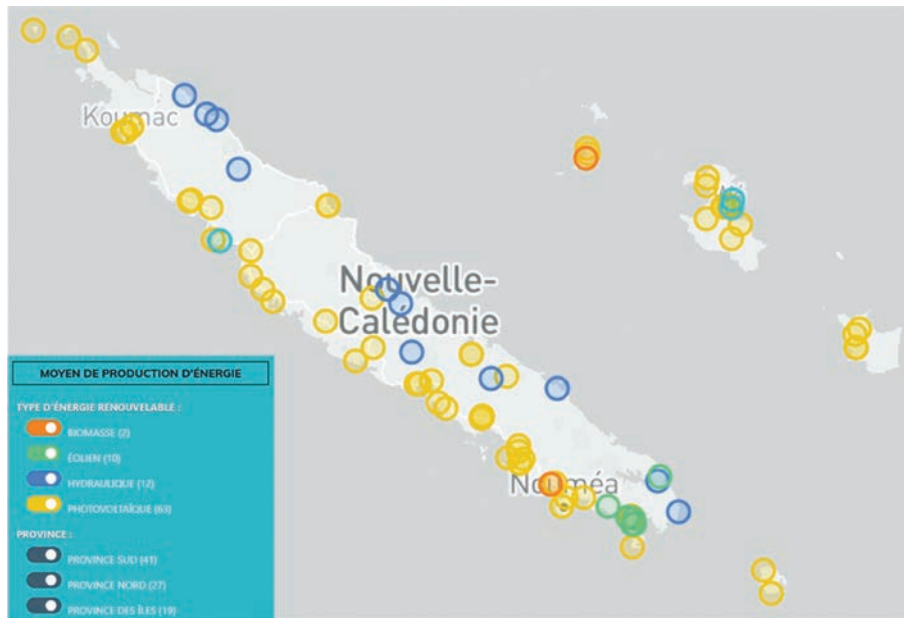 Koumac
Nouvelle-
Calédonie
Nouméa
MOYEN DE PRODUCTION D'ÉNERGIE
TYPE D'ÉNERGIE RENOUVELABLE :
BIOMASSE (2)
ÉOLIEN (10)
HYDRAULIQUE (12)
PHOTOVOLTAÏQUE (63)
PROVINCE :
PROVINCE SUD (41)
PROVINCE NORD (27)
PROVINCE DES ÎLES (19)